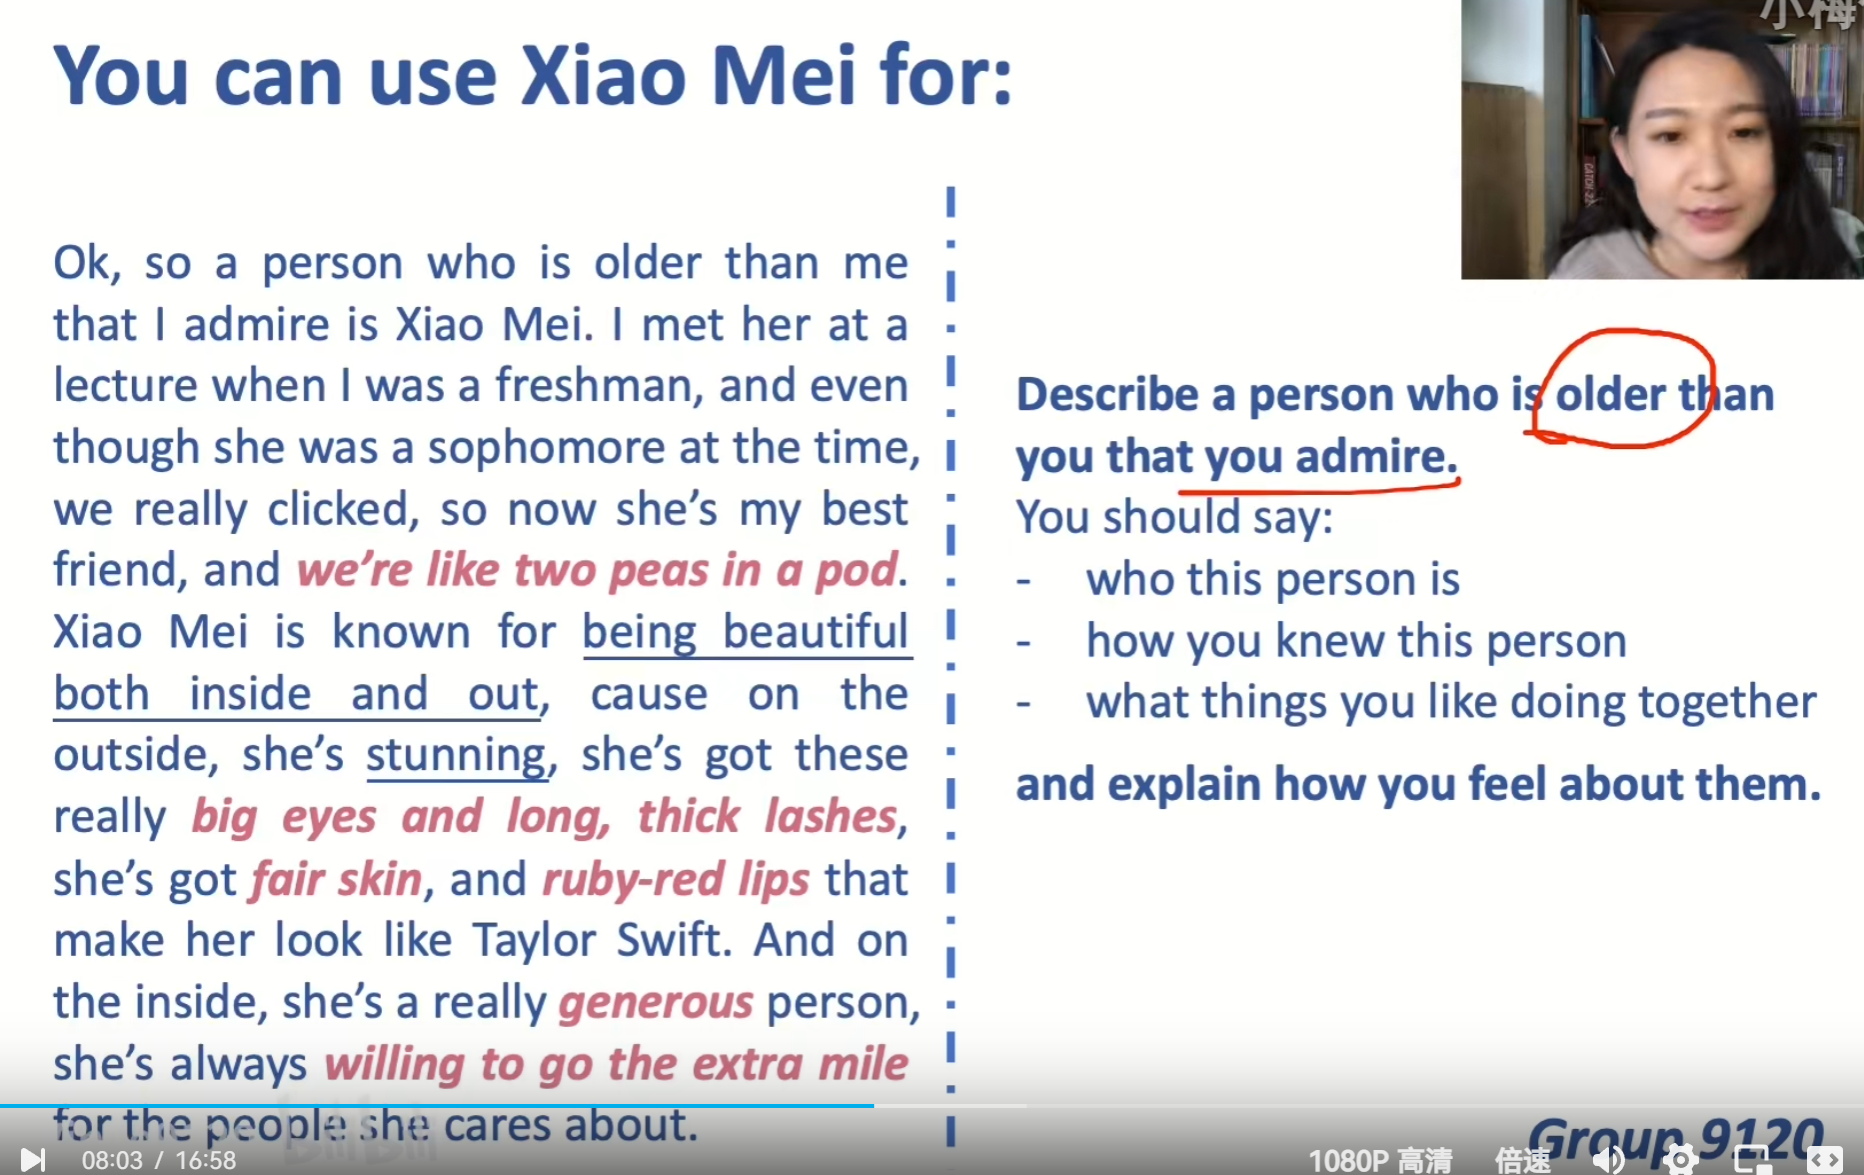 You can use Xiao Mei for:
小梅
CATCH-22
Ok, so a person who is older than me
that I admire is Xiao Mei. I met her at a
lecture when I was a freshman, and even
though she was a sophomore at the time,
we really clicked, so now she’s my best
friend, and we’re like two peas in a pod.
Xiao Mei is known for being beautiful
both inside and out, cause on the
outside, she’s stunning, she’s got these
really big eyes and long, thick lashes,
she’s got fair skin, and ruby-red lips that
make her look like Taylor Swift. And on
the inside, she’s a really generous person,
she’s always willing to go the extra mile
for the people she cares about.
Describe a person who is older than
you that you admire.
You should say:
- who this person is
- how you knew this person
- what things you like doing together
and explain how you feel about them.
Group 9120
bilibili
08:03 / 16:58
1080P 高清
倍速